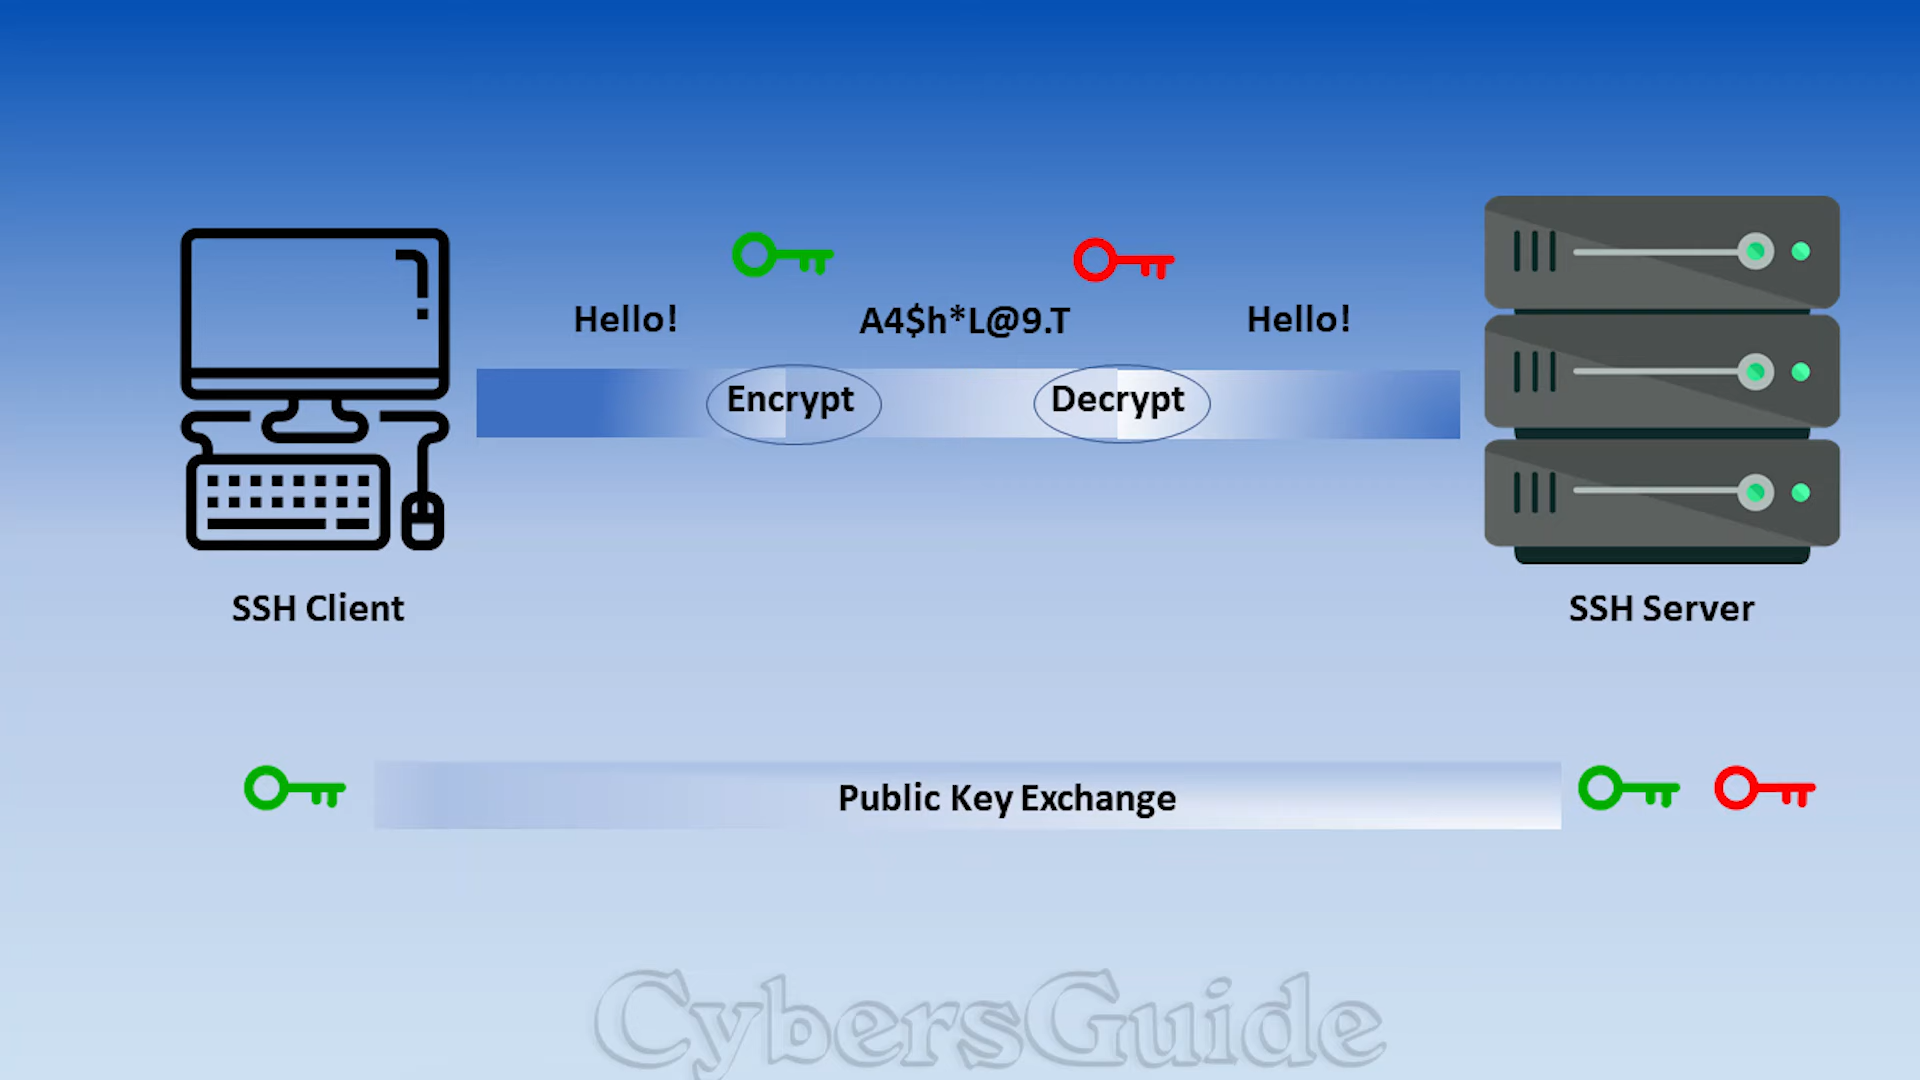 Hello!
A4$h*L@9.T
Hello!
Encrypt
Decrypt
SSH Client
SSH Server
Public Key Exchange
CybersGuide